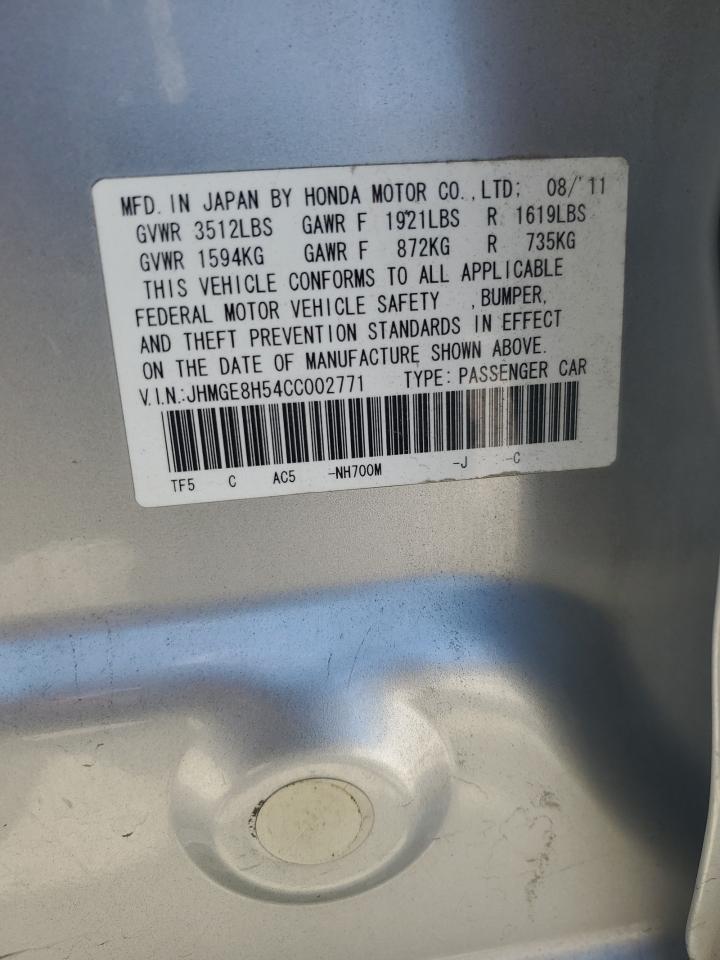 MFD. IN JAPAN BY HONDA MOTOR CO., LTD: 08/'11
GVWR 3512LBS GAWR F 1921LBS R 1619LBS
GVWR 1594KG GAWR F 872KG R 735KG
THIS VEHICLE CONFORMS TO ALL APPLICABLE
FEDERAL MOTOR VEHICLE SAFETY , BUMPER,
AND THEFT PREVENTION STANDARDS IN EFFECT
ON THE DATE OF MANUFACTURE SHOWN ABOVE.
V.I.N.:JHMGE8H54CC002771 TYPE: PASSENGER CAR
TF5 C AC5 -NH700M -J -C